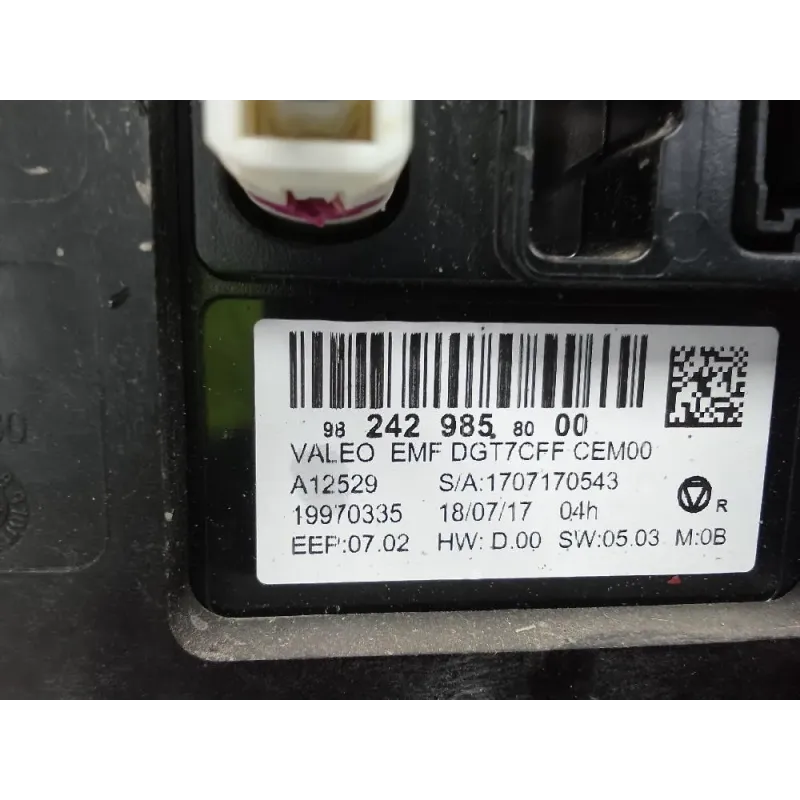 98 242 985 80 00
VALEO EMF DGT7CFF CEM00
A12529 S/A:1707170543
19970335 18/07/17 04h R
EEP:07.02 HW: D.00 SW:05.03 M:0B